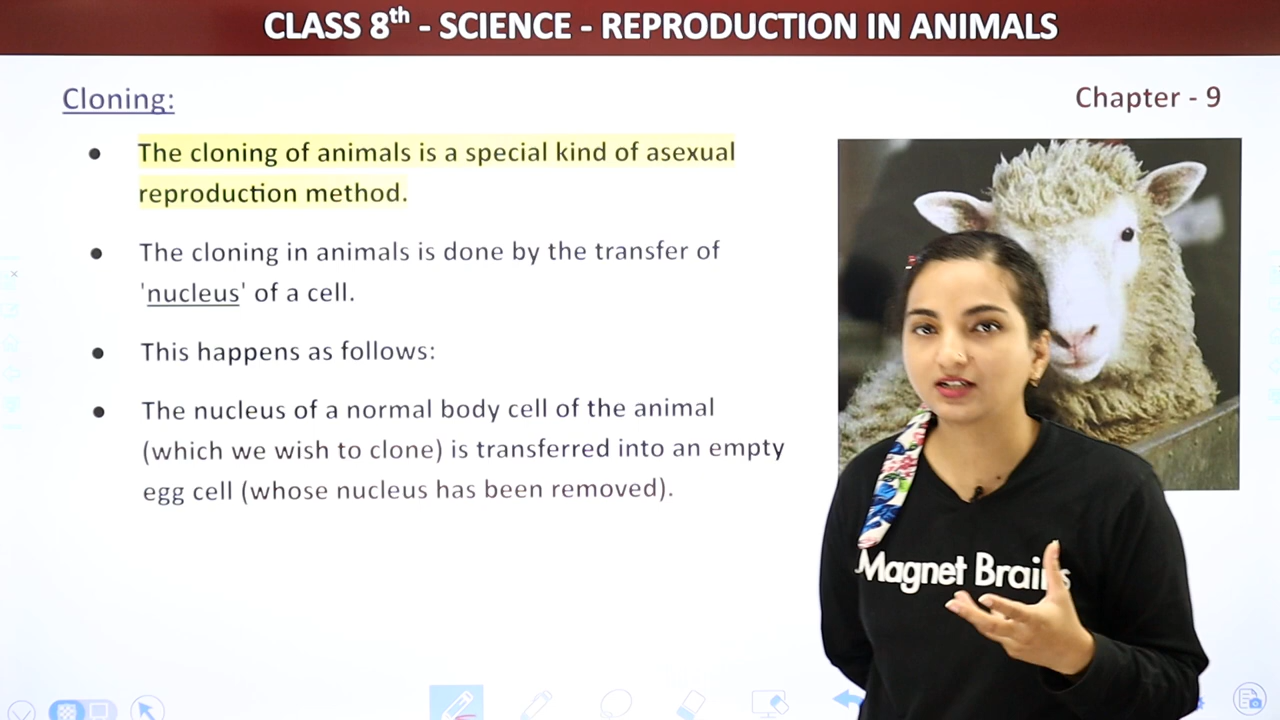 CLASS 8th - SCIENCE - REPRODUCTION IN ANIMALS
Cloning:
Chapter - 9
• The cloning of animals is a special kind of asexual
reproduction method.
• The cloning in animals is done by the transfer of
'nucleus' of a cell.
• This happens as follows:
• The nucleus of a normal body cell of the animal
(which we wish to clone) is transferred into an empty
egg cell (whose nucleus has been removed).
Magnet Brains